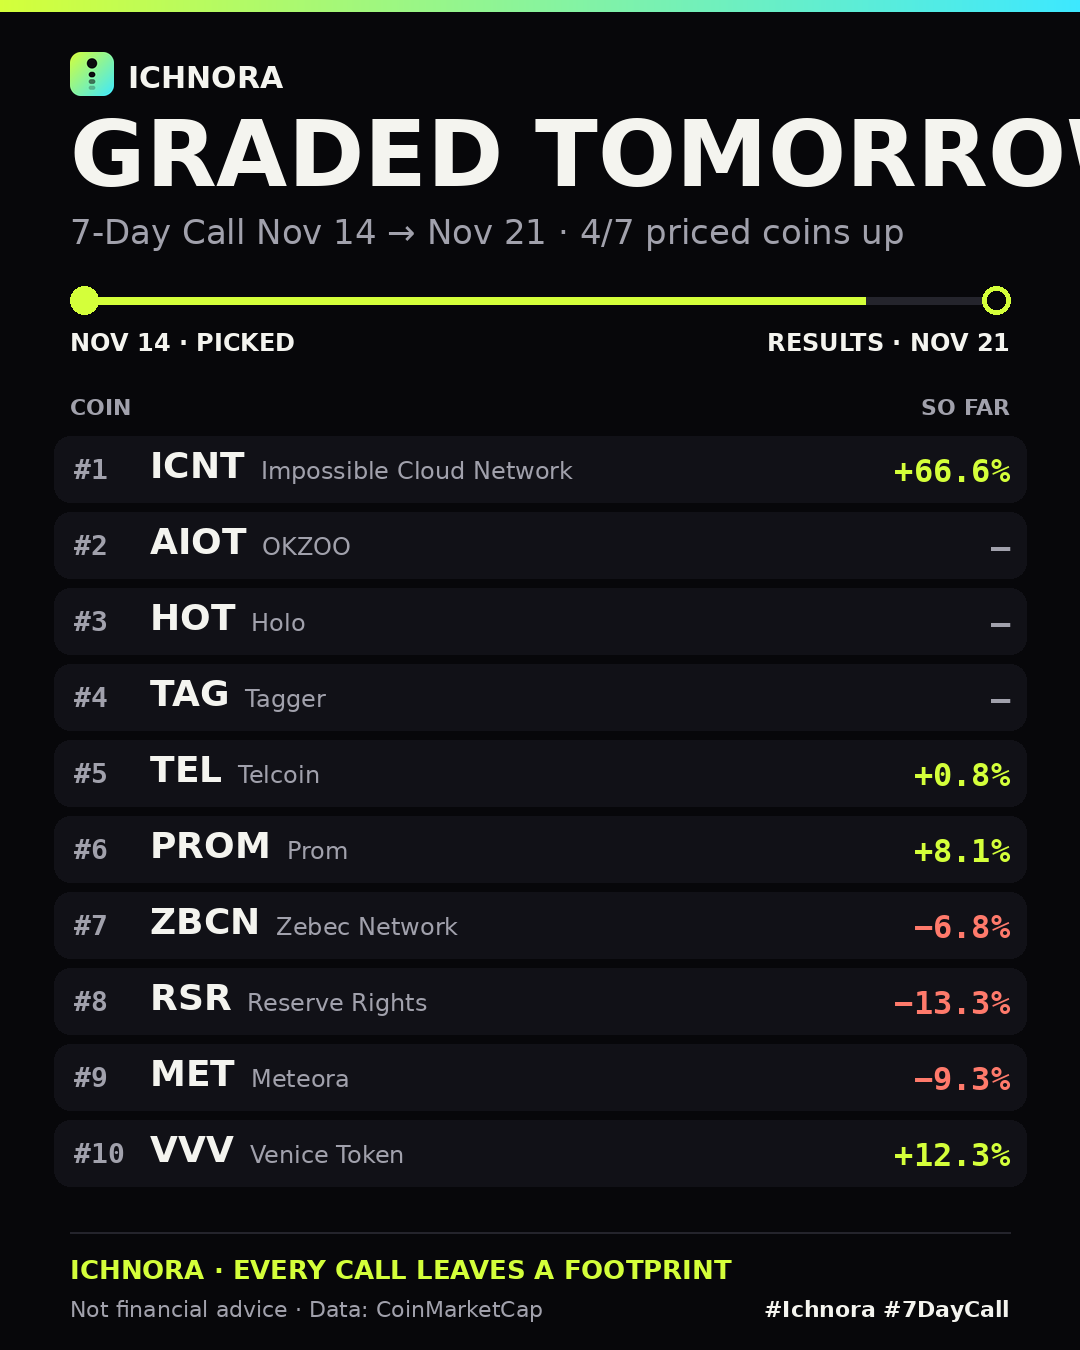 ICHNORA
GRADED TOMORROW
7-Day Call Nov 14 → Nov 21 · 4/7 priced coins up
NOV 14 · PICKED
RESULTS · NOV 21
COIN SO FAR
#1 ICNT Impossible Cloud Network +66.6%
#2 AIOT OKZOO —
#3 HOT Holo —
#4 TAG Tagger —
#5 TEL Telcoin +0.8%
#6 PROM Prom +8.1%
#7 ZBCN Zebec Network −6.8%
#8 RSR Reserve Rights −13.3%
#9 MET Meteora −9.3%
#10 VVV Venice Token +12.3%
ICHNORA · EVERY CALL LEAVES A FOOTPRINT
Not financial advice · Data: CoinMarketCap
#Ichnora #7DayCall